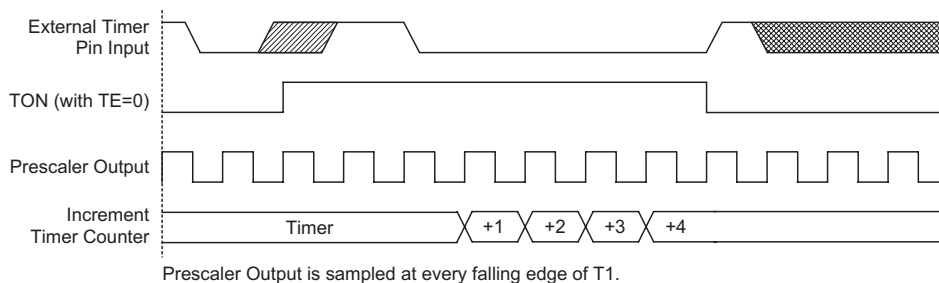 External Timer
Pin Input
TON (with TE=0)
Prescaler Output
Increment
Timer Counter
Timer
+1
+2
+3
+4
Prescaler Output is sampled at every falling edge of T1.